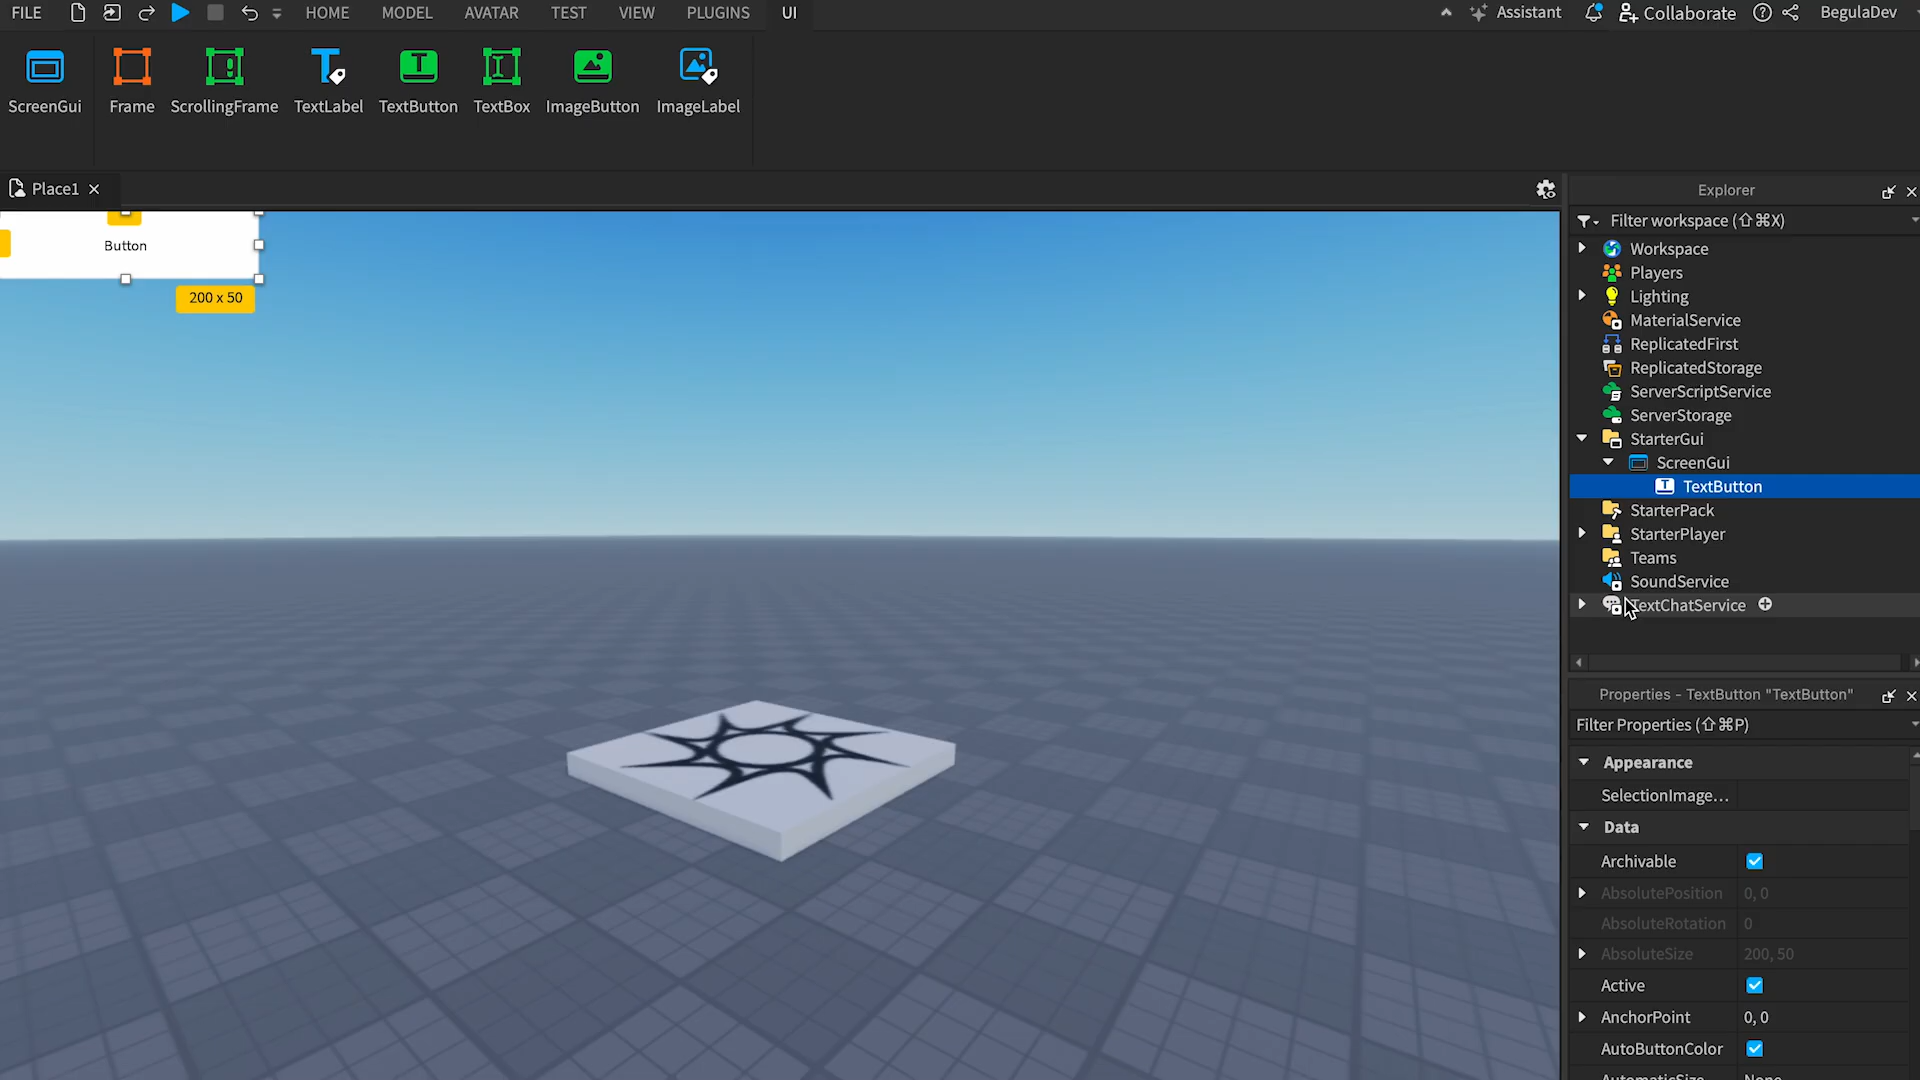 FILE HOME MODEL AVATAR TEST VIEW PLUGINS UI Assistant Collaborate BegulaDev
ScreenGui Frame ScrollingFrame TextLabel TextButton TextBox ImageButton ImageLabel
Place1
Button
200 x 50
Explorer
Filter workspace (⇧⌘X)
Workspace
Players
Lighting
MaterialService
ReplicatedFirst
ReplicatedStorage
ServerScriptService
ServerStorage
StarterGui
ScreenGui
TextButton
StarterPack
StarterPlayer
Teams
SoundService
TextChatService
Properties - TextButton "TextButton"
Filter Properties (⇧⌘P)
Appearance
SelectionImage...
Data
Archivable
AbsolutePosition 0, 0
AbsoluteRotation 0
AbsoluteSize 200, 50
Active
AnchorPoint 0, 0
AutoButtonColor
AutomaticSize None